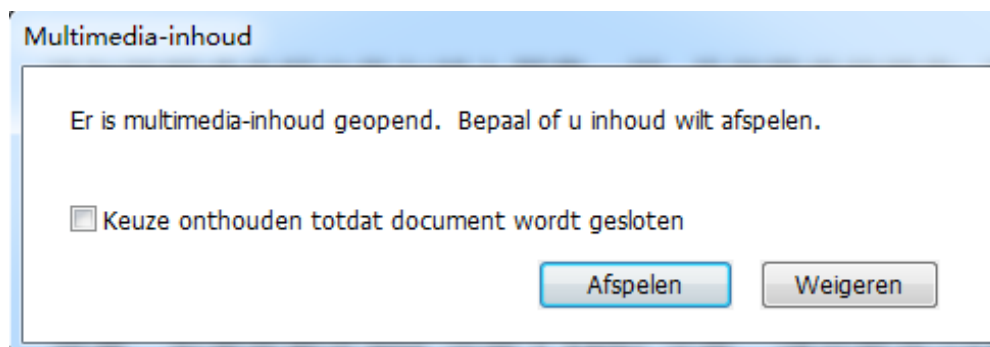 Multimedia-inhoud
Er is multimedia-inhoud geopend.  Bepaal of u inhoud wilt afspelen.
Keuze onthouden totdat document wordt gesloten
Afspelen Weigeren